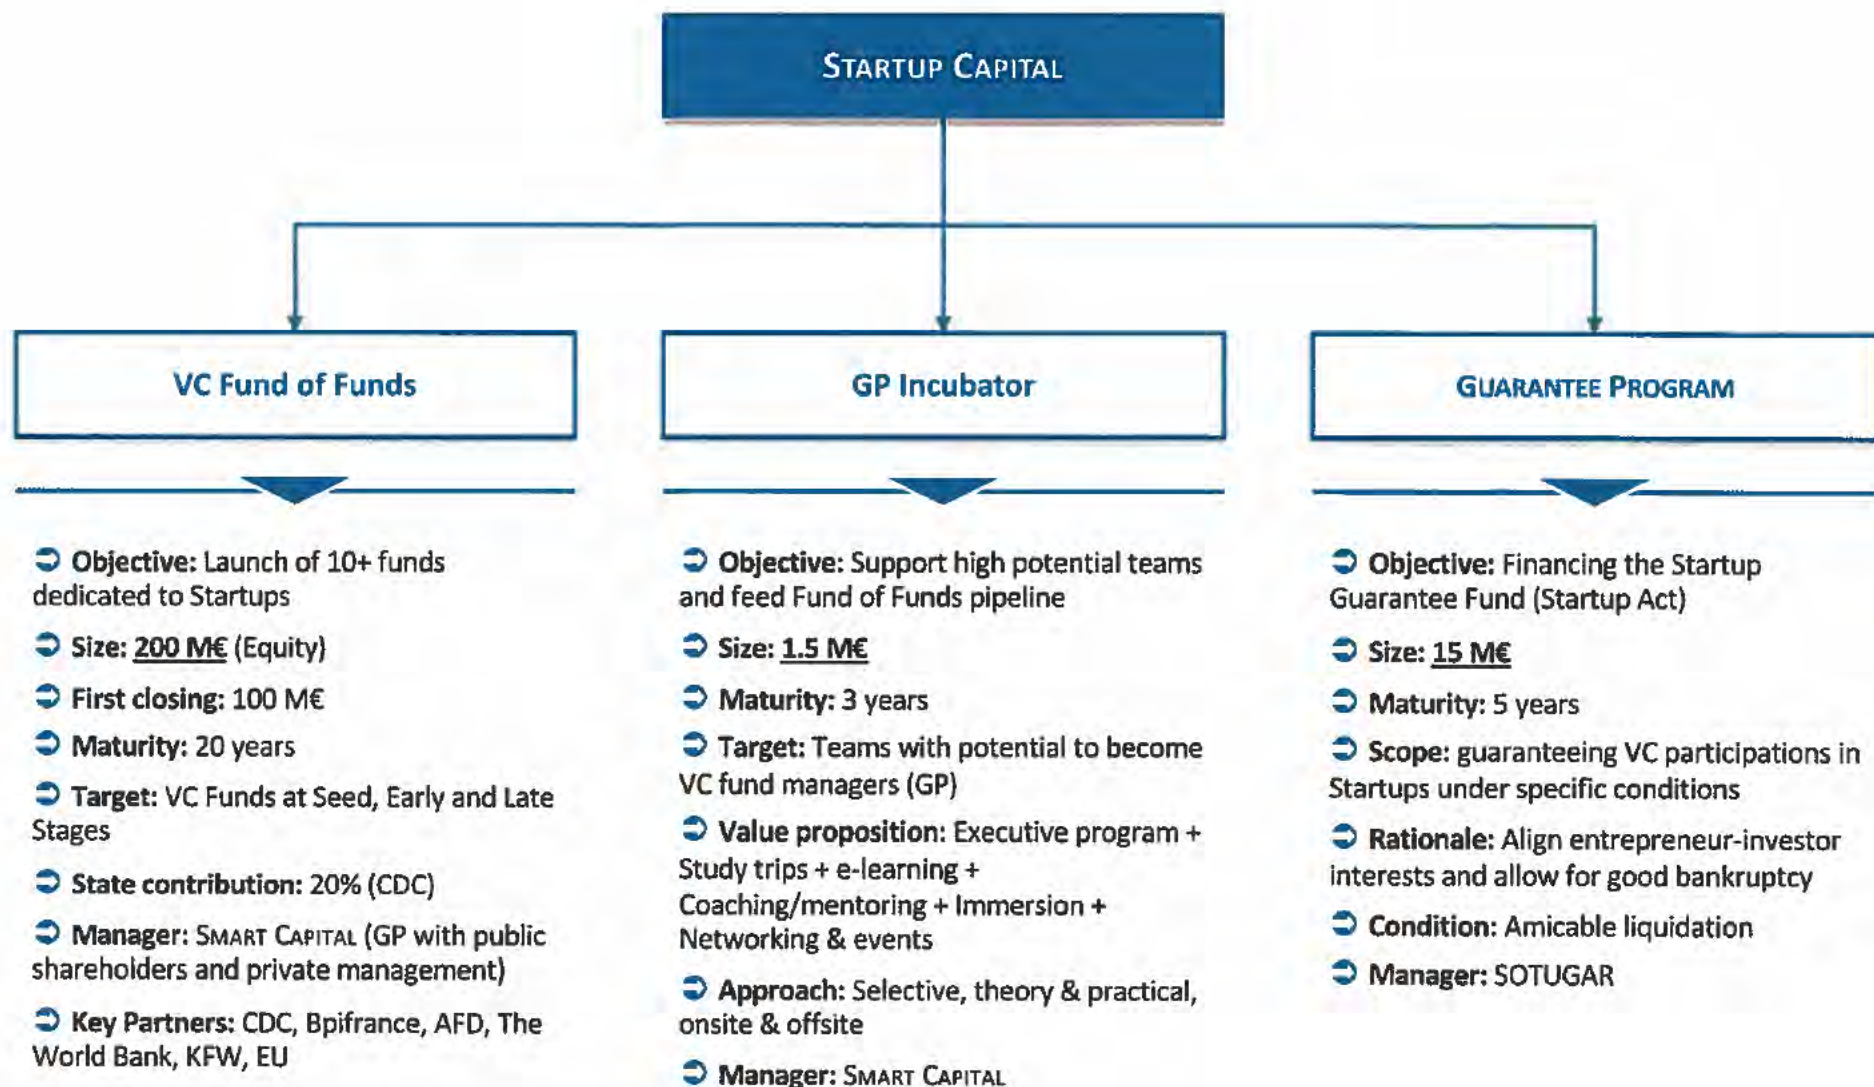 STARTUP CAPITAL
VC Fund of Funds
➲ Objective: Launch of 10+ funds
dedicated to Startups
➲ Size: 200 M€ (Equity)
➲ First closing: 100 M€
➲ Maturity: 20 years
➲ Target: VC Funds at Seed, Early and Late
Stages
➲ State contribution: 20% (CDC)
➲ Manager: SMART CAPITAL (GP with public
shareholders and private management)
➲ Key Partners: CDC, Bpifrance, AFD, The
World Bank, KFW, EU
GP Incubator
➲ Objective: Support high potential teams
and feed Fund of Funds pipeline
➲ Size: 1.5 M€
➲ Maturity: 3 years
➲ Target: Teams with potential to become
VC fund managers (GP)
➲ Value proposition: Executive program +
Study trips + e-learning +
Coaching/mentoring + Immersion +
Networking & events
➲ Approach: Selective, theory & practical,
onsite & offsite
➲ Manager: SMART CAPITAL
GUARANTEE PROGRAM
➲ Objective: Financing the Startup
Guarantee Fund (Startup Act)
➲ Size: 15 M€
➲ Maturity: 5 years
➲ Scope: guaranteeing VC participations in
Startups under specific conditions
➲ Rationale: Align entrepreneur-investor
interests and allow for good bankruptcy
➲ Condition: Amicable liquidation
➲ Manager: SOTUGAR